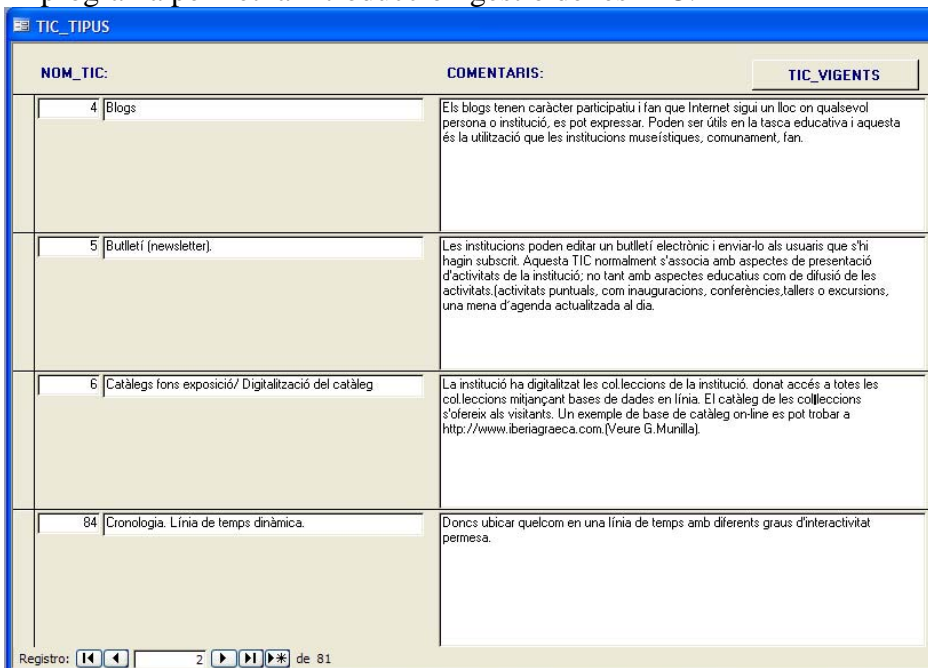 TIC_TIPUS
NOM_TIC:
COMENTARIS:
TIC_VIGENTS
4 Blogs
Els blogs tenen caràcter participatiu i fan que Internet sigui un lloc on qualsevol
persona o institució, es pot expressar. Poden ser útils en la tasca educativa i aquesta
és la utilització que les institucions museístiques, comunament, fan.
5 Butlletí (newsletter).
Les institucions poden editar un butlletí electrònic i enviar-lo als usuaris que s'hi
hagin subscrit. Aquesta TIC normalment s'associa amb aspectes de presentació
d'activitats de la institució; no tant amb aspectes educatius com de difusió de les
activitats.(activitats puntuals, com inauguracions, conferències,tallers o excursions,
una mena d´agenda actualitzada al dia.
6 Catàlegs fons exposició/ Digitalització del catàleg
La institució ha digitalitzat les col.leccions de la institució. donat accés a totes les
col.leccions mitjançant bases de dades en línia. El catàleg de les col·leccions
s'ofereix als visitants. Un exemple de base de catàleg on-line es pot trobar a
http://www.iberiagraeca.com.(Veure G.Munilla).
84 Cronologia. Línia de temps dinàmica.
Doncs ubicar quelcom en una línia de temps amb diferents graus d'interactivitat
permesa.
Registro: 2 de 81